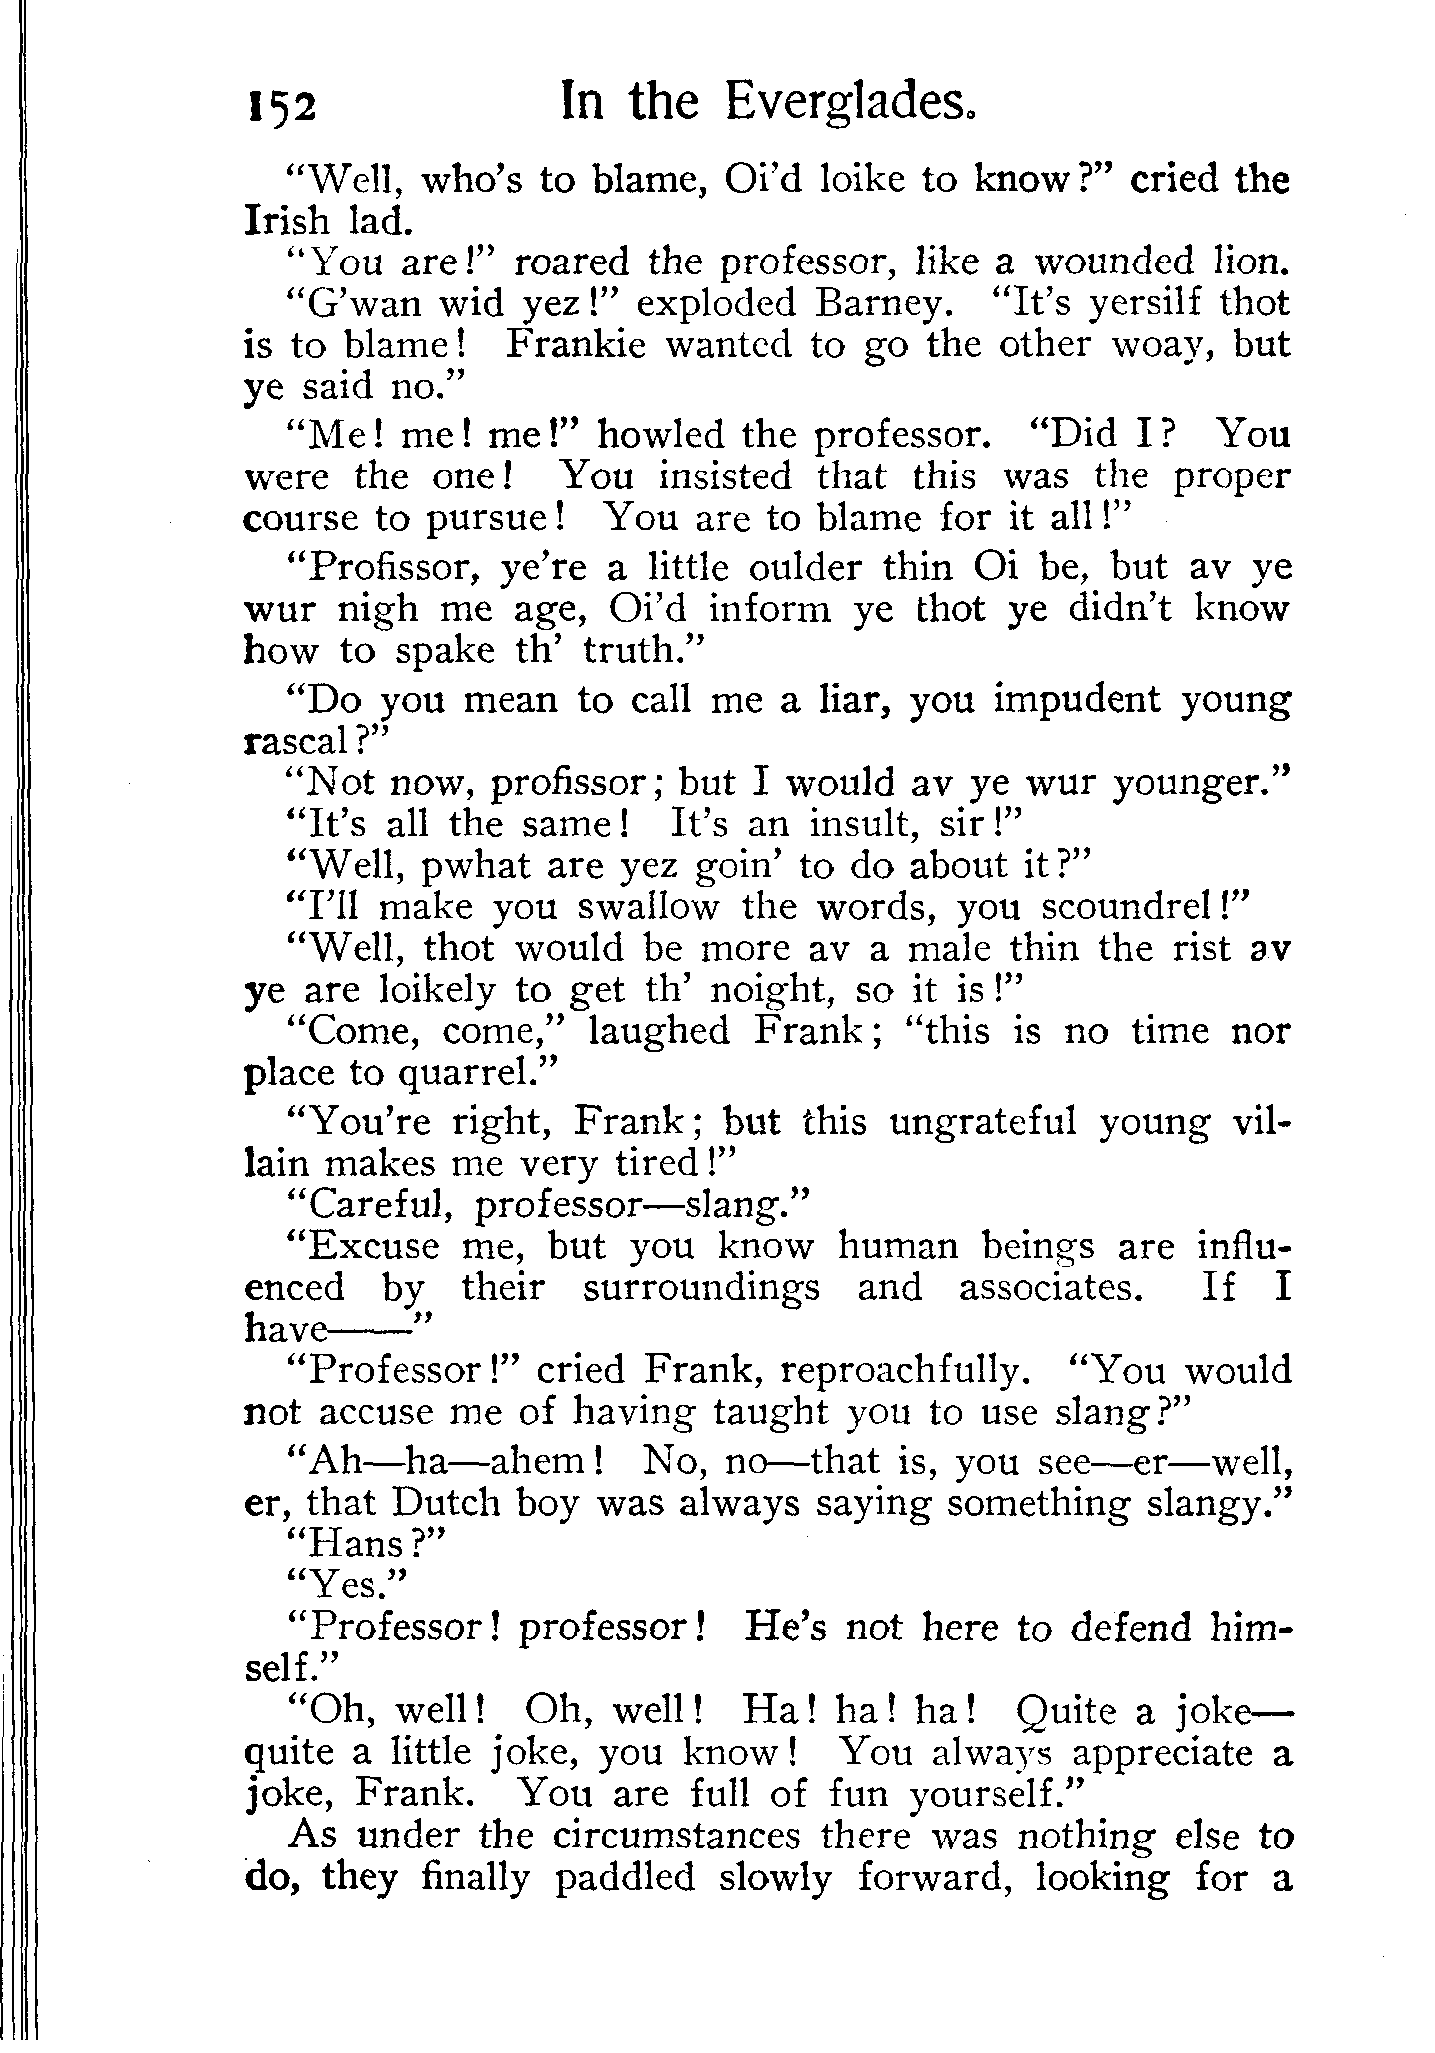 152 In the Everglades.
"Well, who's to blame, Oi'd loike to know?" cried the
Irish lad.
"You are!" roared the professor, like a wounded lion.
"G'wan wid yez!" exploded Barney. "It's yersilf thot
is to blame! Frankie wanted to go the other woay, but
ye said no."
"Me! me! me!" howled the professor. "Did I? You
were the one! You insisted that this was the proper
course to pursue! You are to blame for it all!"
"Profissor, ye're a little oulder thin Oi be, but av ye
wur nigh me age, Oi'd inform ye thot ye didn't know
how to spake th' truth."
"Do you mean to call me a liar, you impudent young
rascal?"
"Not now, profissor; but I would av ye wur younger."
"It's all the same! It's an insult, sir!"
"Well, pwhat are yez goin' to do about it?"
"I'll make you swallow the words, you scoundrel!"
"Well, thot would be more av a male thin the rist av
ye are loikely to get th' noight, so it is!"
"Come, come," laughed Frank; "this is no time nor
place to quarrel."
"You're right, Frank; but this ungrateful young vil-
lain makes me very tired!"
"Careful, professor—slang."
"Excuse me, but you know human beings are influ-
enced by their surroundings and associates. If I
have——"
"Professor!" cried Frank, reproachfully. "You would
not accuse me of having taught you to use slang?"
"Ah—ha—ahem! No, no—that is, you see—er—well,
er, that Dutch boy was always saying something slangy."
"Hans?"
"Yes."
"Professor! professor! He's not here to defend him-
self."
"Oh, well! Oh, well! Ha! ha! ha! Quite a joke—
quite a little joke, you know! You always appreciate a
joke, Frank. You are full of fun yourself."
As under the circumstances there was nothing else to
do, they finally paddled slowly forward, looking for a